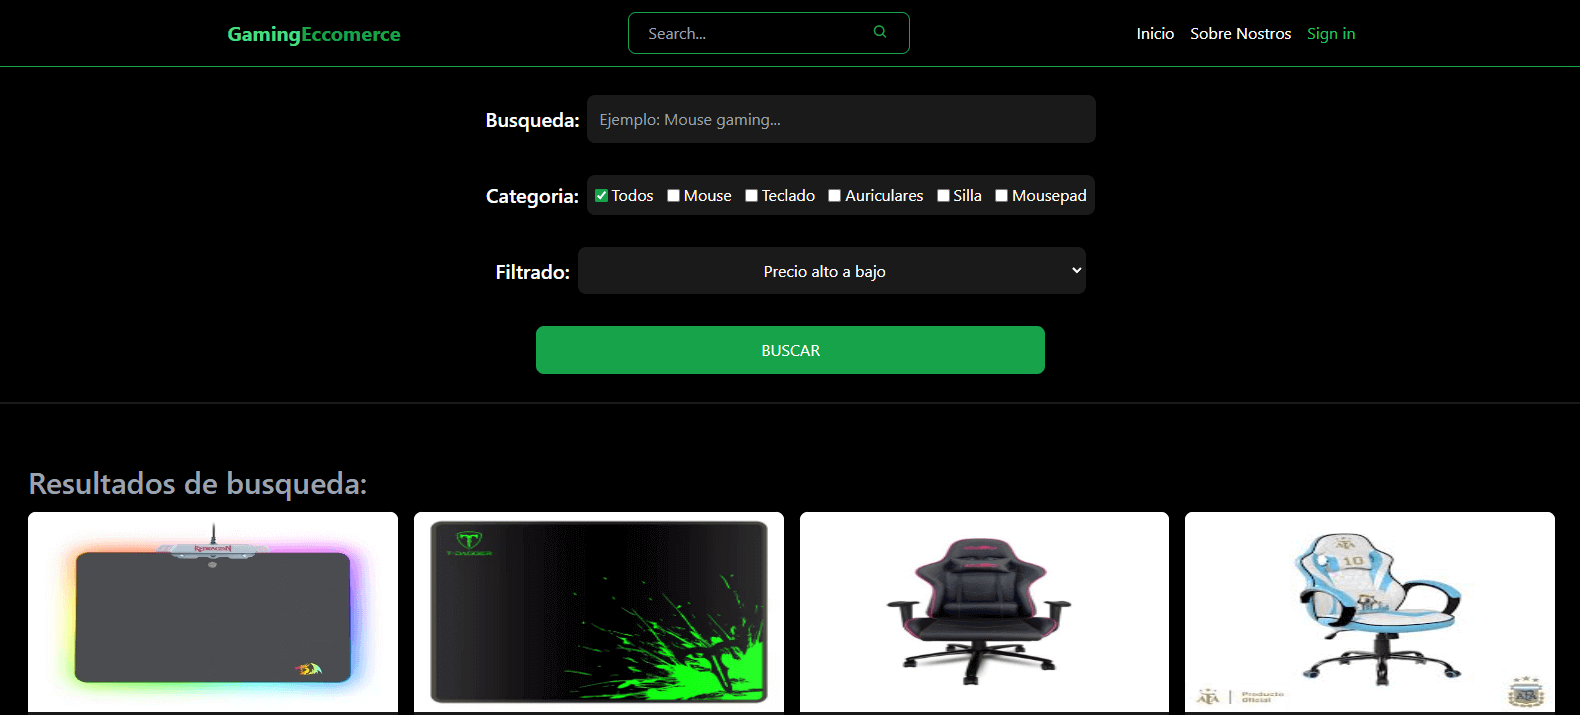 GamingEccomerce
Search...
Inicio Sobre Nostros Sign in
Busqueda: Ejemplo: Mouse gaming...
Categoria: Todos Mouse Teclado Auriculares Silla Mousepad
Filtrado: Precio alto a bajo
BUSCAR
Resultados de busqueda:
REDRAGON
T-DAGGER
10
AFA Producto Oficial
AFA